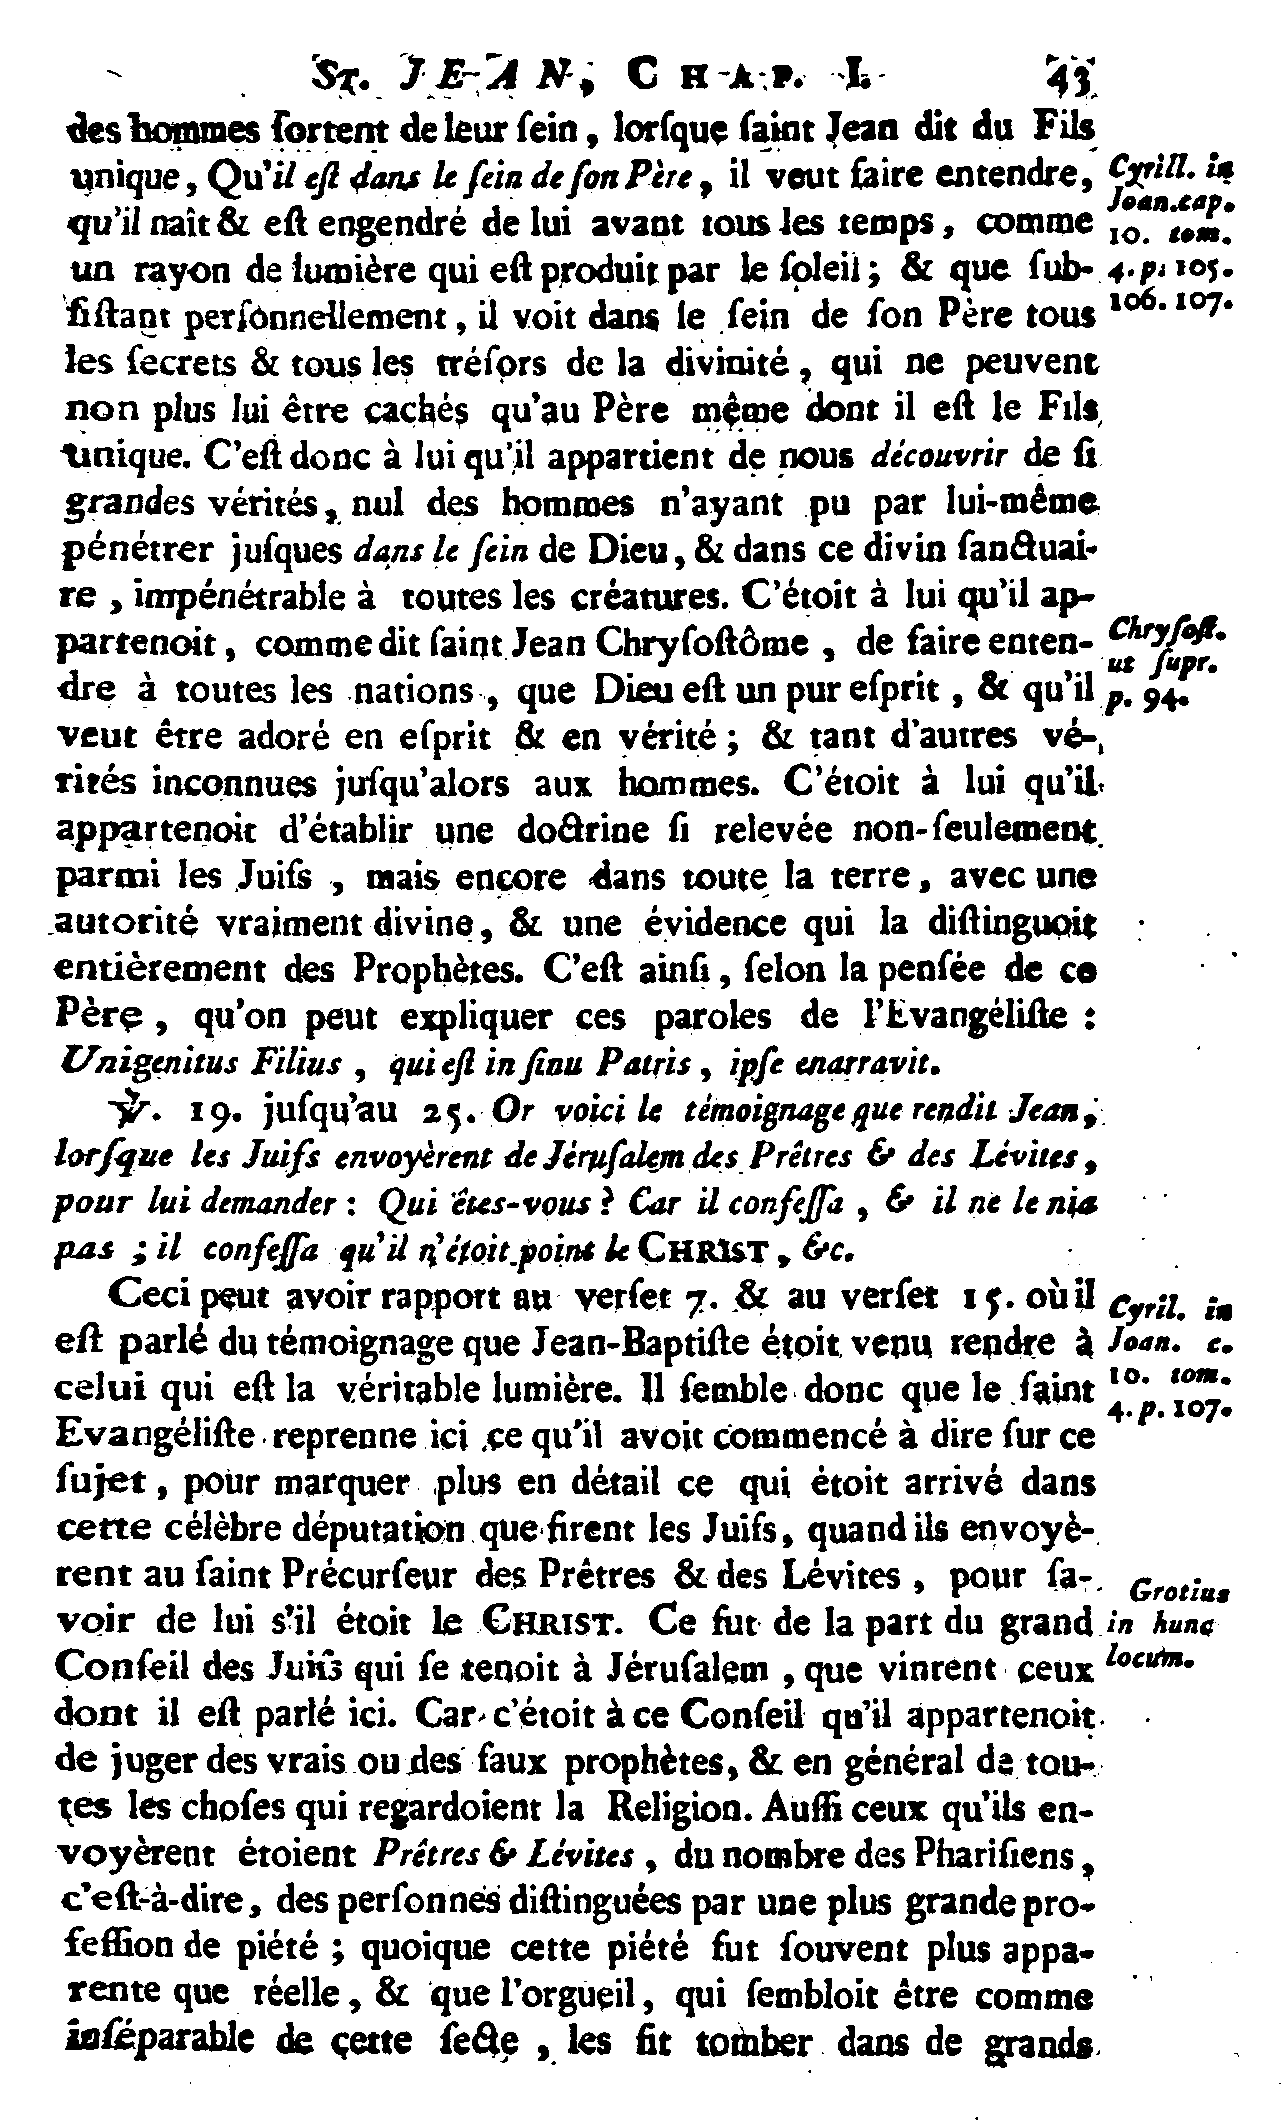 St. JEAN, CHAP. I. 43
des hommes ſortent de leur ſein, lorſque ſaint Jean dit du Fils
unique, Qu'il eſt dans le ſein de ſon Père, il veut faire entendre,
qu'il naît & eſt engendré de lui avant tous les temps, comme
un rayon de lumière qui eſt produit par le ſoleil; & que ſub-
ſiſtant perſonnellement, il voit dans le ſein de ſon Père tous
les ſecrets & tous les tréſors de la divinité, qui ne peuvent
non plus lui être cachés qu'au Père même dont il eſt le Fils
unique. C'eſt donc à lui qu'il appartient de nous découvrir de ſi
grandes vérités, nul des hommes n'ayant pu par lui-même
pénétrer juſques dans le ſein de Dieu, & dans ce divin ſanctuai-
re, impénétrable à toutes les créatures. C'étoit à lui qu'il ap-
partenoit, comme dit ſaint Jean Chryſoſtôme, de faire enten-
dre à toutes les nations, que Dieu eſt un pur eſprit, & qu'il
veut être adoré en eſprit & en vérité; & tant d'autres vé-
rités inconnues juſqu'alors aux hommes. C'étoit à lui qu'il
appartenoit d'établir une doctrine ſi relevée non-ſeulement
parmi les Juifs, mais encore dans toute la terre, avec une
autorité vraiment divine, & une évidence qui la diſtinguoit
entièrement des Prophètes. C'eſt ainſi, ſelon la penſée de ce
Père, qu'on peut expliquer ces paroles de l'Evangéliſte :
Unigenitus Filius, qui eſt in ſinu Patris, ipſe enarravit.
℣. 19. juſqu'au 25. Or voici le témoignage que rendit Jean,
lorſque les Juifs envoyèrent de Jéruſalem des Prêtres & des Lévites,
pour lui demander : Qui êtes-vous ? Car il confeſſa, & il ne le nia
pas ; il confeſſa qu'il n'étoit point le CHRIST, &c.
Ceci peut avoir rapport au verſet 7. & au verſet 15. où il
eſt parlé du témoignage que Jean-Baptiſte étoit venu rendre à
celui qui eſt la véritable lumière. Il ſemble donc que le ſaint
Evangéliſte reprenne ici ce qu'il avoit commencé à dire ſur ce
ſujet, pour marquer plus en détail ce qui étoit arrivé dans
cette célèbre députation que firent les Juifs, quand ils envoyè-
rent au ſaint Précurſeur des Prêtres & des Lévites, pour ſa-
voir de lui s'il étoit le CHRIST. Ce fut de la part du grand
Conſeil des Juifs qui ſe tenoit à Jéruſalem, que vinrent ceux
dont il eſt parlé ici. Car c'étoit à ce Conſeil qu'il appartenoit
de juger des vrais ou des faux prophètes, & en général de tou-
tes les choſes qui regardoient la Religion. Auſſi ceux qu'ils en-
voyèrent étoient Prêtres & Lévites, du nombre des Phariſiens,
c'eſt-à-dire, des perſonnes diſtinguées par une plus grande pro-
feſſion de piété ; quoique cette piété fut ſouvent plus appa-
rente que réelle, & que l'orgueil, qui ſembloit être comme
inſéparable de cette ſecte, les fit tomber dans de grands
Cyrill. in
Joan. cap.
10. tom.
4. p. 105.
106. 107.
Chryſoſt.
ut ſupr.
p. 94.
Cyril. in
Joan. c.
10. tom.
4. p. 107.
Grotius
in hunc
locum.